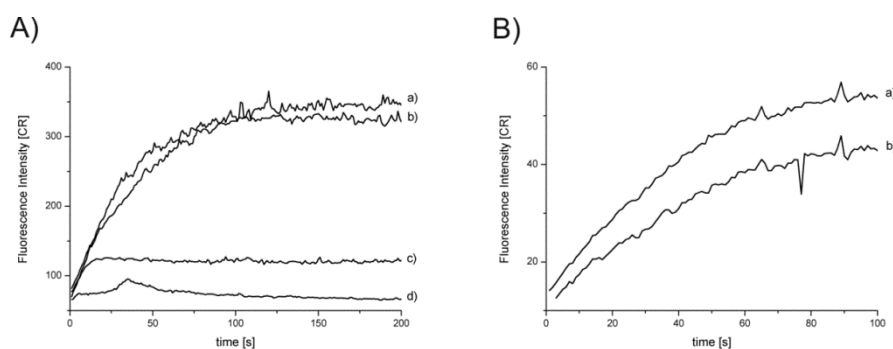 A)
B)
Fluorescence Intensity [CR]
400
300
200
100
0
50
100
150
200
time [s]
a)
b)
c)
d)
Fluorescence Intensity [CR]
60
40
20
0
20
40
60
80
100
time [s]
a)
b